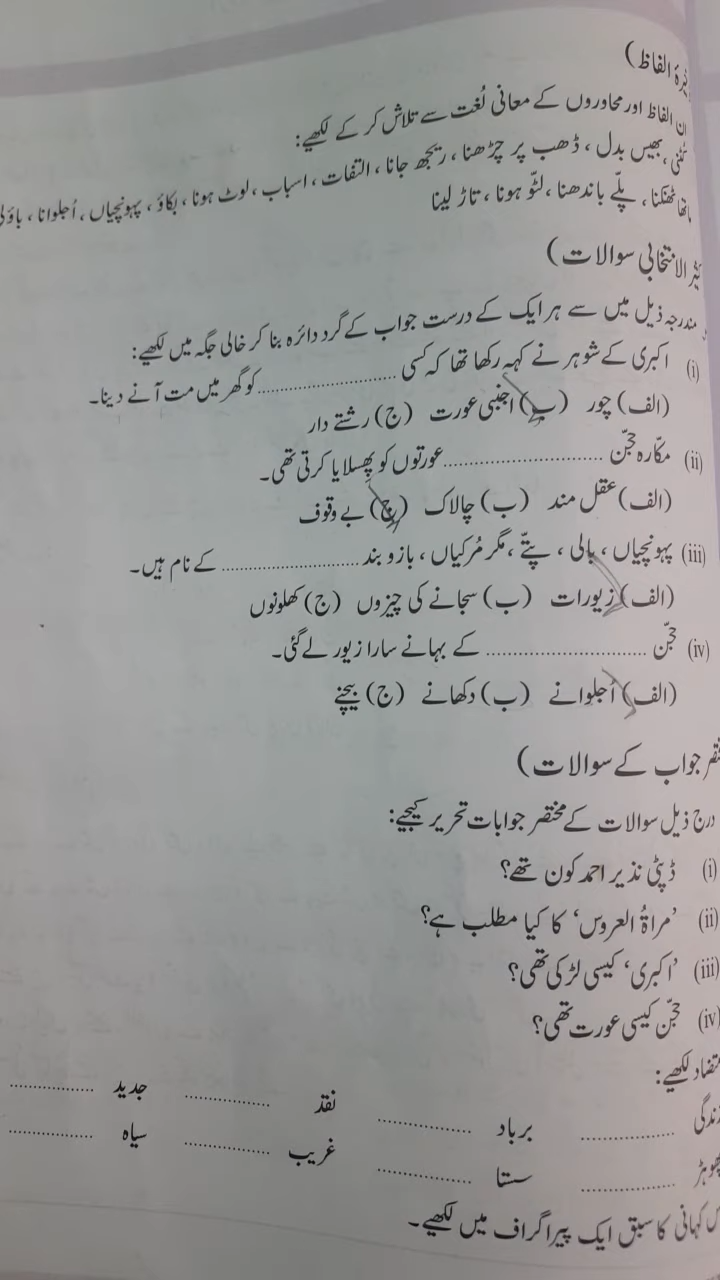 الفاظ)
ان الفاظ اور محاوروں کے معانی لُغت سے تلاش کر کے لکھیے:
بھیس بدل ، ڈھب پر چڑھنا ، ریجھ جانا ، التفات ، اسباب ، لوٹ ہونا ، بکاؤ ، پہونچیاں ، اُجلوانا ،
ٹھنکنا ، پلّے باندھنا ، لٹّو ہونا ، تاڑ لینا
الانتخابی سوالات)
مندرجہ ذیل میں سے ہر ایک کے درست جواب کے گرد دائرہ بنا کر خالی جگہ میں لکھیے:
(i) اکبری کے شوہر نے کہہ رکھا تھا کہ کسی .............................. کو گھر میں مت آنے دینا۔
(الف) چور (ب) اجنبی عورت (ج) رشتے دار
(ii) مکّارہ حجّن .............................. عورتوں کو پھسلایا کرتی تھی۔
(الف) عقل مند (ب) چالاک (ج) بے وقوف
(iii) پہونچیاں ، بالی ، پتّے ، مگر مُرکیاں ، بازو بند .............................. کے نام ہیں۔
(الف) زیورات (ب) سجانے کی چیزوں (ج) کھلونوں
(iv) حجّن .............................. کے بہانے سارا زیور لے گئی۔
(الف) اُجلوانے (ب) دکھانے (ج) بیچنے
جواب کے سوالات)
درج ذیل سوالات کے مختصر جوابات تحریر کیجیے:
(i) ڈپٹی نذیر احمد کون تھے؟
(ii) ’مراۃُ العروس‘ کا کیا مطلب ہے؟
(iii) ’اکبری‘ کیسی لڑکی تھی؟
(iv) حجّن کیسی عورت تھی؟
متضاد لکھیے:
زندگی .................... برباد .................... نقد .................... جدید ....................
پھوہڑ .................... سستا .................... غریب .................... سیاہ ....................
کہانی کا سبق ایک پیراگراف میں لکھیے۔